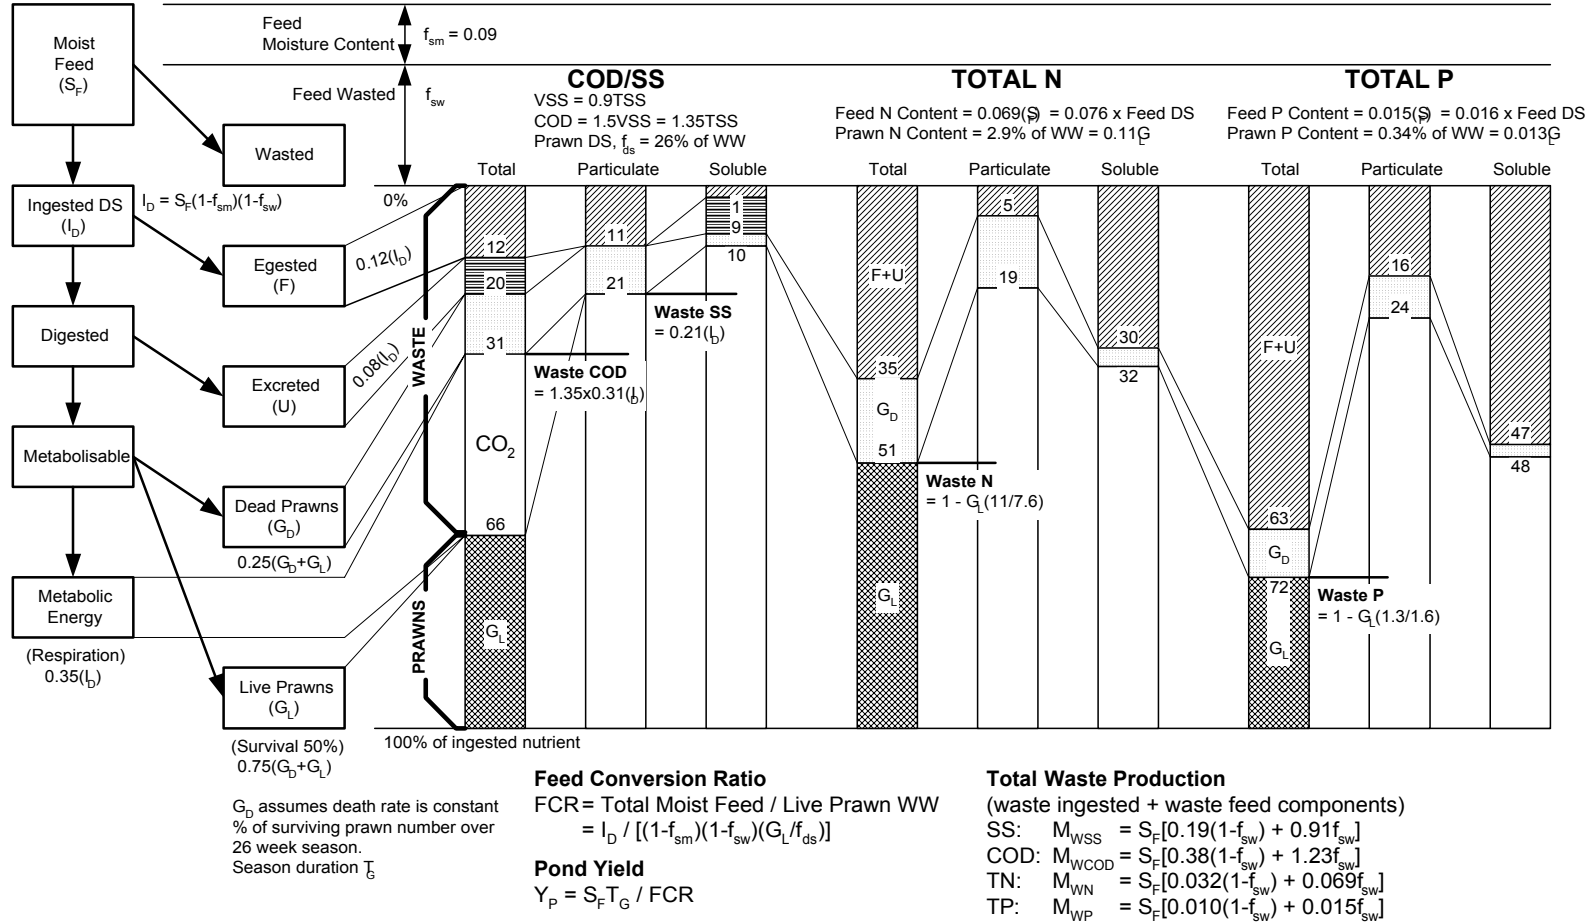 Moist
Feed
(S_F)
Feed
Moisture Content
f_sm = 0.09
Feed Wasted
f_sw
Wasted
Ingested DS
(I_D)
I_D = S_F(1-f_sm)(1-f_sw)
Egested
(F)
0.12(I_D)
Digested
Excreted
(U)
0.08(I_D)
Metabolisable
Dead Prawns
(G_D)
0.25(G_D+G_L)
Metabolic
Energy
(Respiration)
0.35(I_D)
Live Prawns
(G_L)
(Survival 50%)
0.75(G_D+G_L)
G_D assumes death rate is constant
% of surviving prawn number over
26 week season.
Season duration T_G
0%
WASTE
PRAWNS
100% of ingested nutrient
COD/SS
VSS = 0.9TSS
COD = 1.5VSS = 1.35TSS
Prawn DS, f_ds = 26% of WW
Total
Particulate
Soluble
12
20
31
CO2
66
G_L
11
21
1
9
10
Waste SS
= 0.21(I_D)
Waste COD
= 1.35x0.31(I_D)
TOTAL N
Feed N Content = 0.069(S_F) = 0.076 x Feed DS
Prawn N Content = 2.9% of WW = 0.11G_L
Total
Particulate
Soluble
F+U
35
G_D
51
G_L
5
19
30
32
Waste N
= 1 - G_L(11/7.6)
TOTAL P
Feed P Content = 0.015(S_F) = 0.016 x Feed DS
Prawn P Content = 0.34% of WW = 0.013G_L
Total
Particulate
Soluble
F+U
63
G_D
72
G_L
16
24
47
48
Waste P
= 1 - G_L(1.3/1.6)
Feed Conversion Ratio
FCR = Total Moist Feed / Live Prawn WW
= I_D / [(1-f_sm)(1-f_sw)(G_L/f_ds)]
Pond Yield
Y_P = S_F T_G / FCR
Total Waste Production
(waste ingested + waste feed components)
SS: M_WSS = S_F[0.19(1-f_sw) + 0.91f_sw]
COD: M_WCOD = S_F[0.38(1-f_sw) + 1.23f_sw]
TN: M_WN = S_F[0.032(1-f_sw) + 0.069f_sw]
TP: M_WP = S_F[0.010(1-f_sw) + 0.015f_sw]